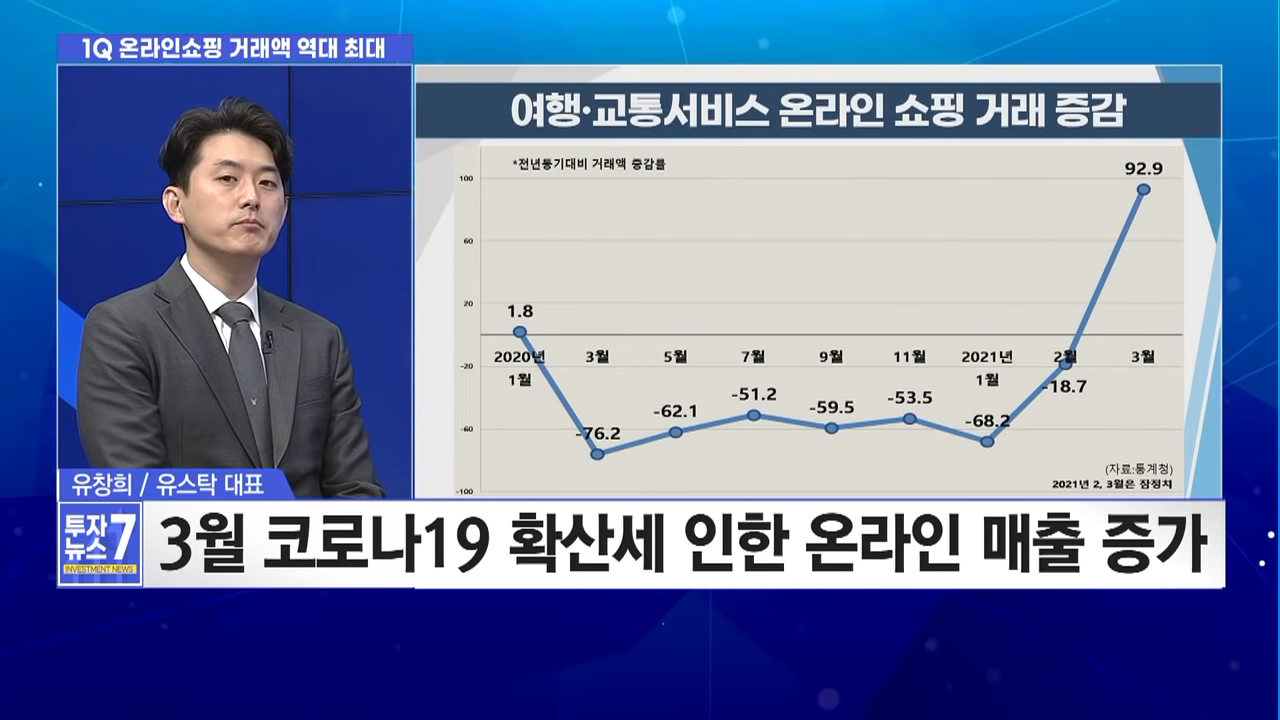 1Q 온라인쇼핑 거래액 역대 최대
여행·교통서비스 온라인 쇼핑 거래 증감
*전년동기대비 거래액 증감률
100
60
20
-20
-60
-100
1.8
-76.2
-62.1
-51.2
-59.5
-53.5
-68.2
-18.7
92.9
2020년
1월
3월
5월
7월
9월
11월
2021년
1월
2월
3월
(자료:통계청)
2021년 2, 3월은 잠정치
유창희 / 유스탁 대표
투자
뉴스7
INVESTMENT NEWS
3월 코로나19 확산세 인한 온라인 매출 증가